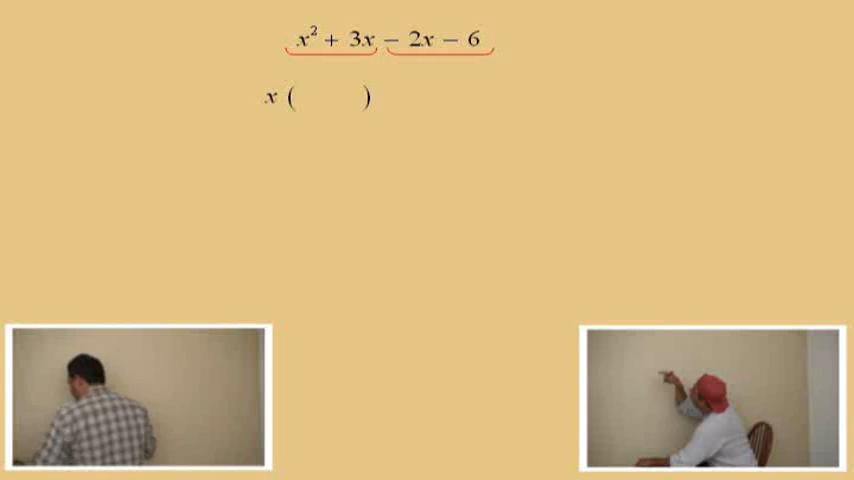 x² + 3x − 2x − 6
x (      )